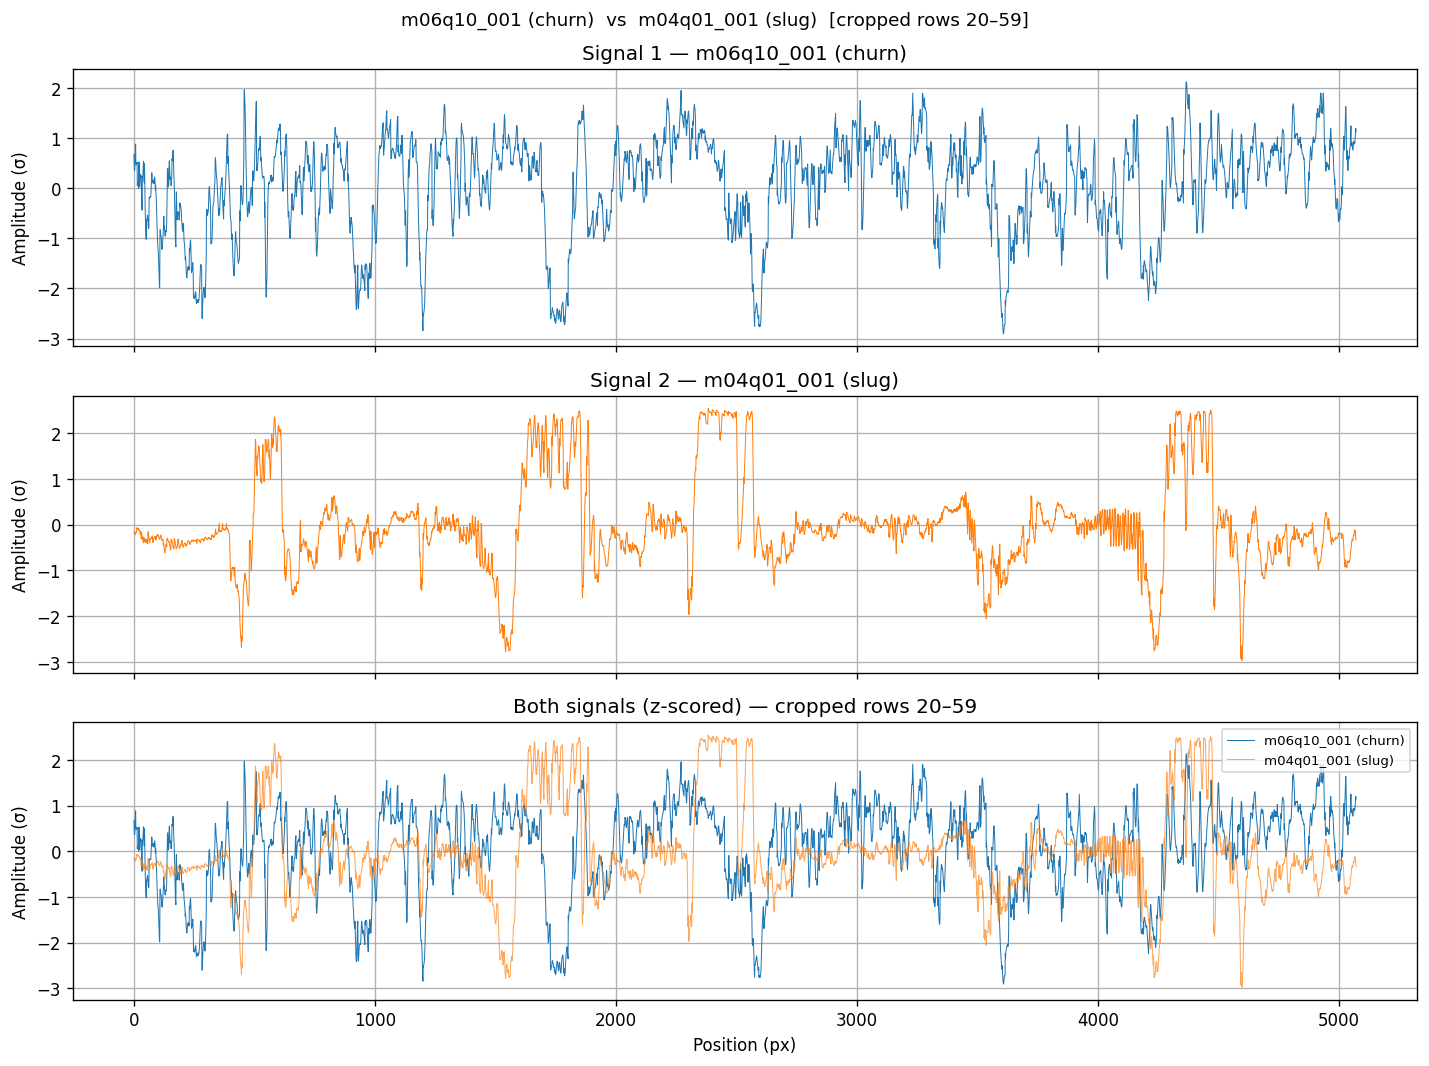 m06q10_001 (churn)  vs  m04q01_001 (slug)  [cropped rows 20–59]
Signal 1 — m06q10_001 (churn)
2
1
0
−1
−2
−3
Amplitude (σ)
Signal 2 — m04q01_001 (slug)
2
1
0
−1
−2
−3
Amplitude (σ)
Both signals (z-scored) — cropped rows 20–59
m06q10_001 (churn)
m04q01_001 (slug)
2
1
0
−1
−2
−3
Amplitude (σ)
0 1000 2000 3000 4000 5000
Position (px)